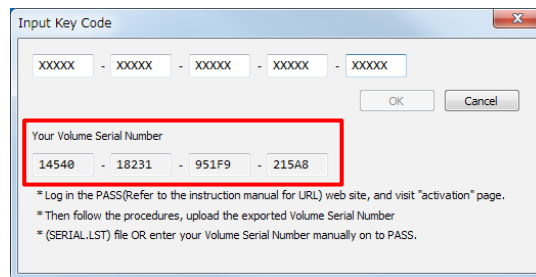 Input Key Code
XXXXX - XXXXX - XXXXX - XXXXX - XXXXX
OK Cancel
Your Volume Serial Number
14540 - 18231 - 951F9 - 215A8
* Log in the PASS(Refer to the instruction manual for URL) web site, and visit "activation" page.
* Then follow the procedures, upload the exported Volume Serial Number
* (SERIAL.LST) file OR enter your Volume Serial Number manually on to PASS.